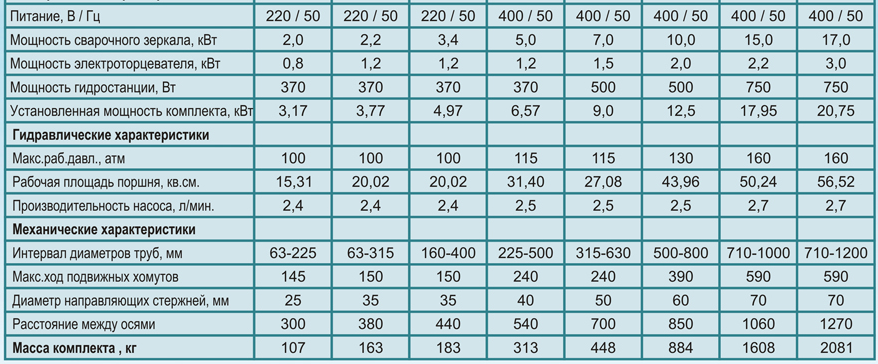 Питание, В / Гц 220 / 50 220 / 50 220 / 50 400 / 50 400 / 50 400 / 50 400 / 50 400 / 50
Мощность сварочного зеркала, кВт 2,0 2,2 3,4 5,0 7,0 10,0 15,0 17,0
Мощность электроторцевателя, кВт 0,8 1,2 1,2 1,2 1,5 2,0 2,2 3,0
Мощность гидростанции, Вт 370 370 370 370 500 500 750 750
Установленная мощность комплекта, кВт 3,17 3,77 4,97 6,57 9,0 12,5 17,95 20,75
Гидравлические характеристики
Макс.раб.давл., атм 100 100 100 115 115 130 160 160
Рабочая площадь поршня, кв.см. 15,31 20,02 20,02 31,40 27,08 43,96 50,24 56,52
Производительность насоса, л/мин. 2,4 2,4 2,4 2,5 2,5 2,5 2,7 2,7
Механические характеристики
Интервал диаметров труб, мм 63-225 63-315 160-400 225-500 315-630 500-800 710-1000 710-1200
Макс.ход подвижных хомутов 145 150 150 240 240 390 590 590
Диаметр направляющих стержней, мм 25 35 35 40 50 60 70 70
Расстояние между осями 300 380 440 540 700 850 1060 1270
Масса комплекта , кг 107 163 183 313 448 884 1608 2081